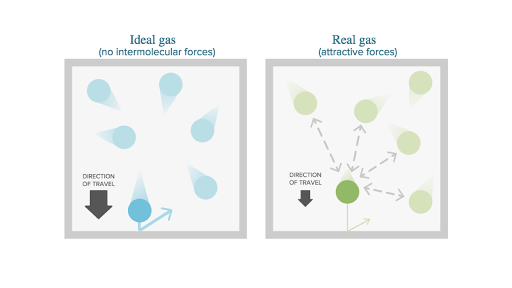 Ideal gas
(no intermolecular forces)
Real gas
(attractive forces)
DIRECTION
OF TRAVEL
DIRECTION
OF TRAVEL